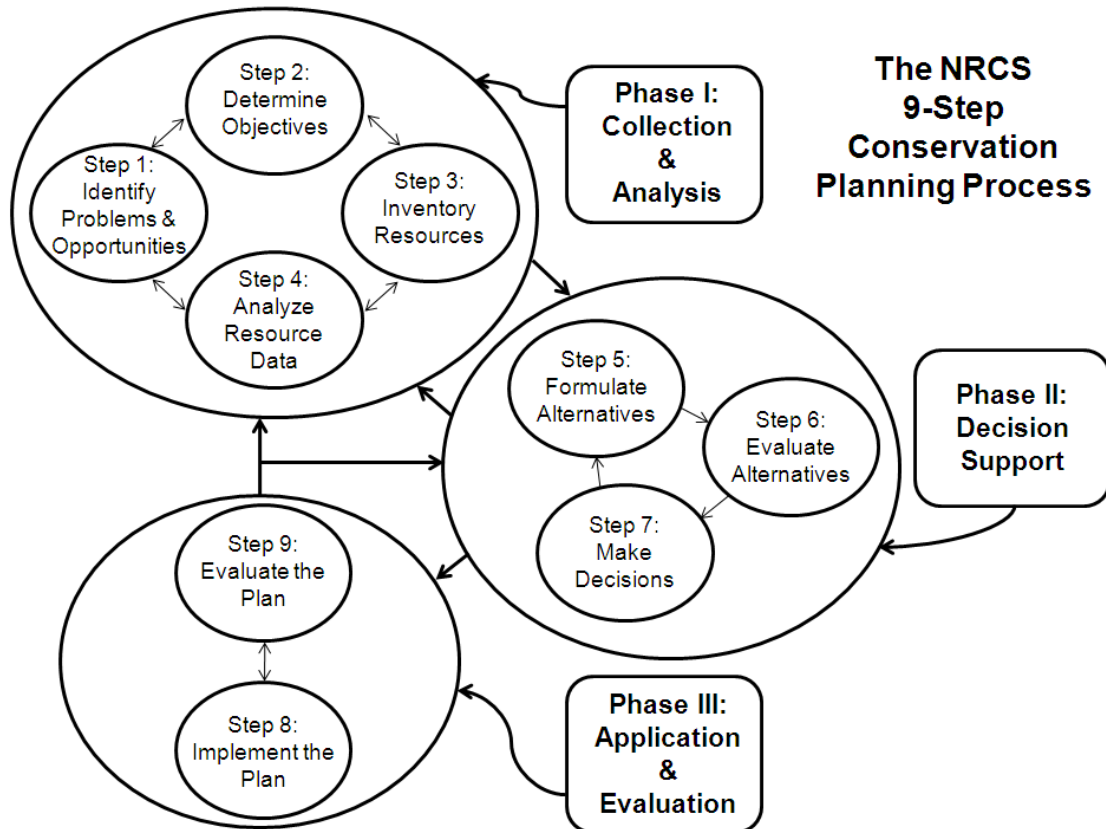 The NRCS
9-Step
Conservation
Planning Process
Phase I:
Collection
&
Analysis
Step 1:
Identify
Problems &
Opportunities
Step 2:
Determine
Objectives
Step 3:
Inventory
Resources
Step 4:
Analyze
Resource
Data
Phase II:
Decision
Support
Step 5:
Formulate
Alternatives
Step 6:
Evaluate
Alternatives
Step 7:
Make
Decisions
Phase III:
Application
&
Evaluation
Step 9:
Evaluate the
Plan
Step 8:
Implement the
Plan